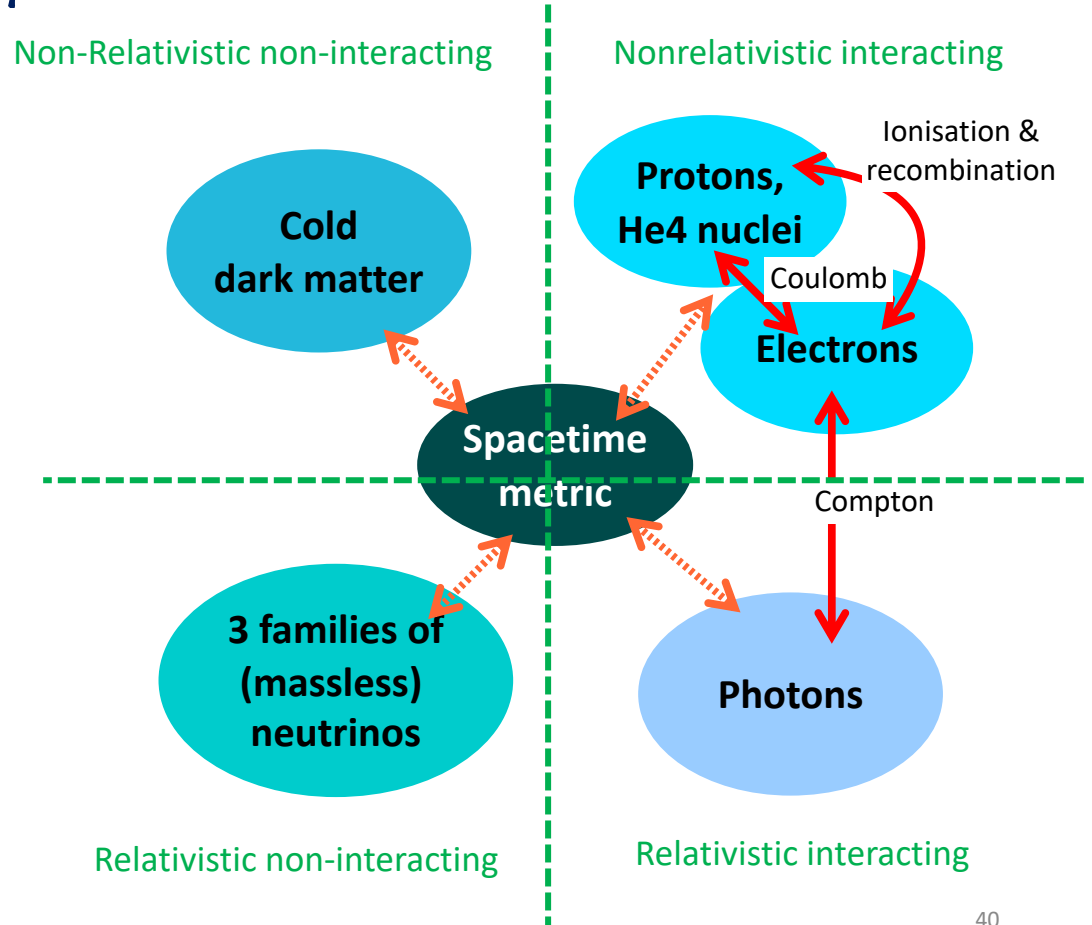 Non-Relativistic non-interacting
Nonrelativistic interacting
Ionisation &
recombination
Protons,
He4 nuclei
Cold
dark matter
Coulomb
Electrons
Spacetime
metric
Compton
3 families of
(massless)
neutrinos
Photons
Relativistic non-interacting
Relativistic interacting
40